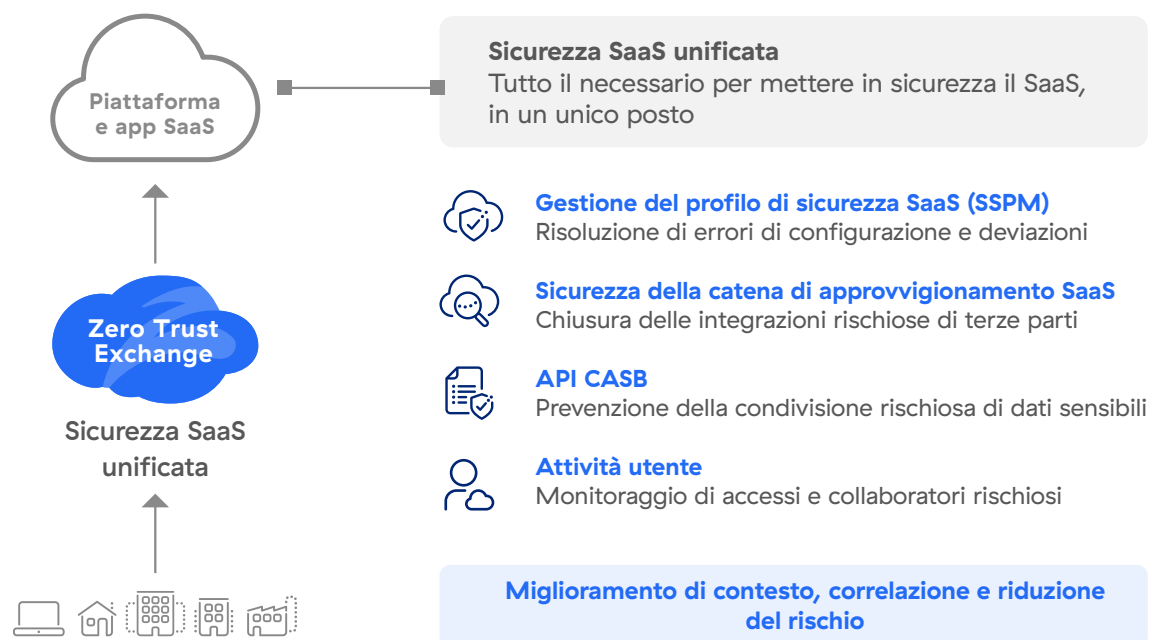 Piattaforma
e app SaaS
Zero Trust
Exchange
Sicurezza SaaS
unificata
Sicurezza SaaS unificata
Tutto il necessario per mettere in sicurezza il SaaS,
in un unico posto
Gestione del profilo di sicurezza SaaS (SSPM)
Risoluzione di errori di configurazione e deviazioni
Sicurezza della catena di approvvigionamento SaaS
Chiusura delle integrazioni rischiose di terze parti
API CASB
Prevenzione della condivisione rischiosa di dati sensibili
Attività utente
Monitoraggio di accessi e collaboratori rischiosi
Miglioramento di contesto, correlazione e riduzione
del rischio